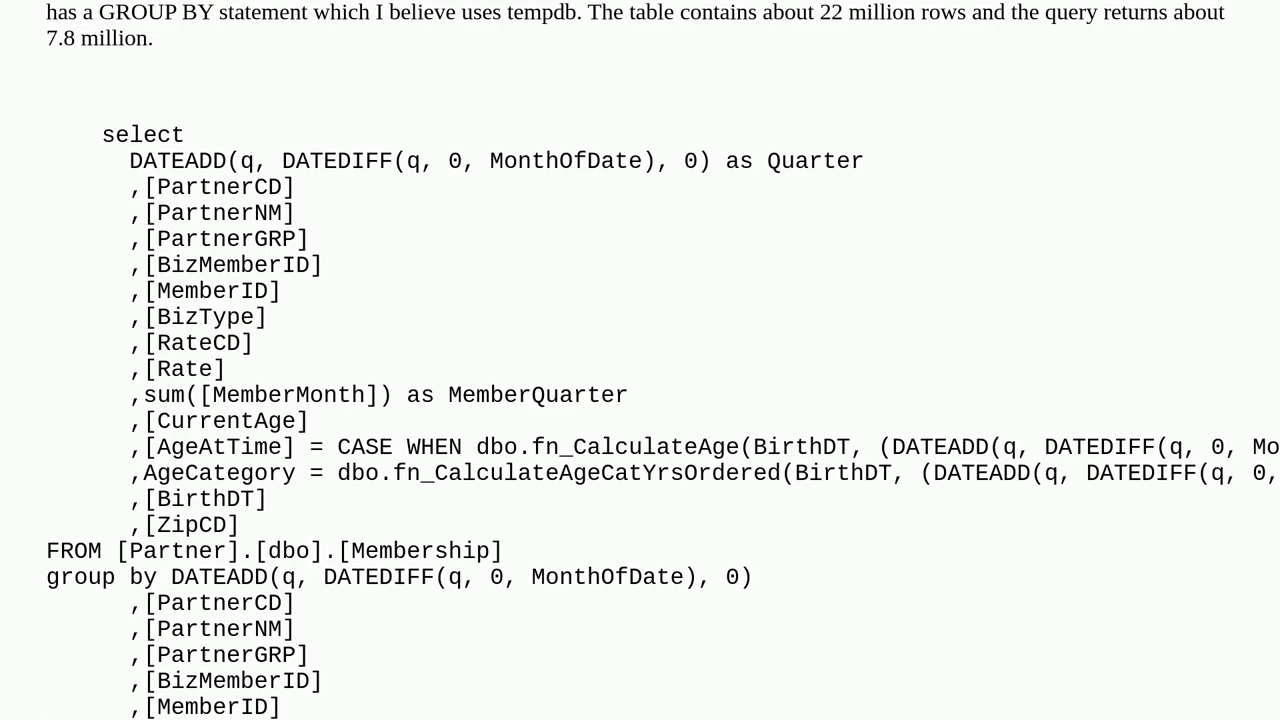 has a GROUP BY statement which I believe uses tempdb. The table contains about 22 million rows and the query returns about
7.8 million.
select
DATEADD(q, DATEDIFF(q, 0, MonthOfDate), 0) as Quarter
,[PartnerCD]
,[PartnerNM]
,[PartnerGRP]
,[BizMemberID]
,[MemberID]
,[BizType]
,[RateCD]
,[Rate]
,sum([MemberMonth]) as MemberQuarter
,[CurrentAge]
,[AgeAtTime] = CASE WHEN dbo.fn_CalculateAge(BirthDT, (DATEADD(q, DATEDIFF(q, 0, Mo
,AgeCategory = dbo.fn_CalculateAgeCatYrsOrdered(BirthDT, (DATEADD(q, DATEDIFF(q, 0,
,[BirthDT]
,[ZipCD]
FROM [Partner].[dbo].[Membership]
group by DATEADD(q, DATEDIFF(q, 0, MonthOfDate), 0)
,[PartnerCD]
,[PartnerNM]
,[PartnerGRP]
,[BizMemberID]
,[MemberID]